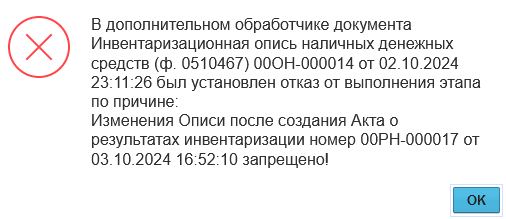 В дополнительном обработчике документа
Инвентаризационная опись наличных денежных
средств (ф. 0510467) 00ОН-000014 от 02.10.2024
23:11:26 был установлен отказ от выполнения этапа
по причине:
Изменения Описи после создания Акта о
результатах инвентаризации номер 00РН-000017 от
03.10.2024 16:52:10 запрещено!
ОК